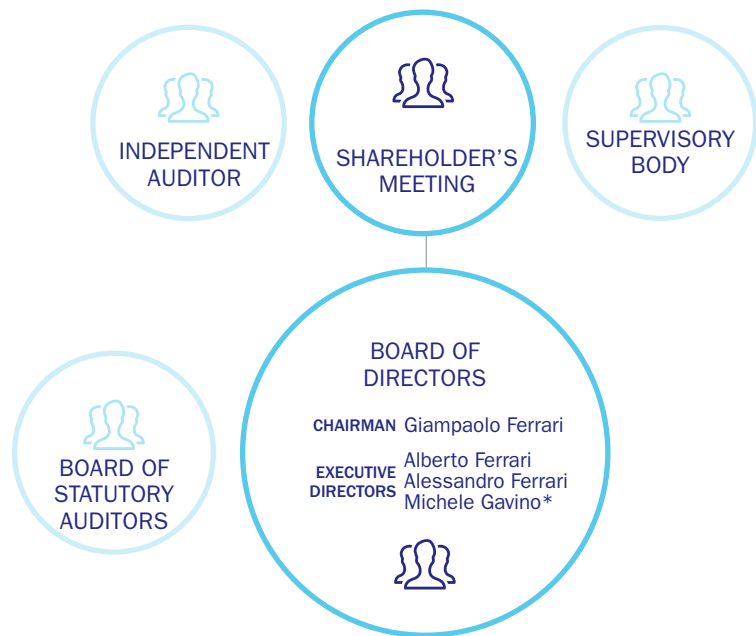 INDEPENDENT
AUDITOR
SHAREHOLDER'S
MEETING
SUPERVISORY
BODY
BOARD OF
DIRECTORS
CHAIRMAN Giampaolo Ferrari
EXECUTIVE
DIRECTORS
Alberto Ferrari
Alessandro Ferrari
Michele Gavino*
BOARD OF
STATUTORY
AUDITORS